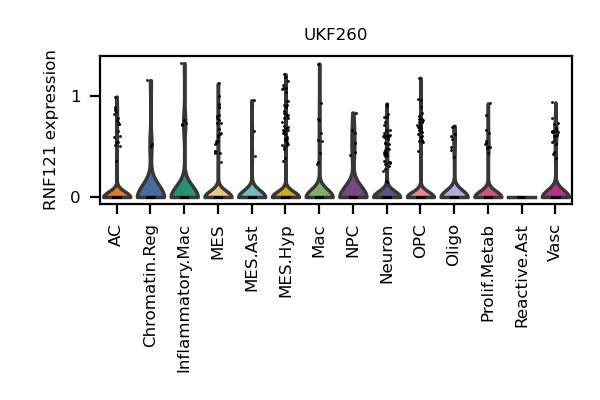 UKF260
RNF121 expression
1
0
AC
Chromatin.Reg
Inflammatory.Mac
MES
MES.Ast
MES.Hyp
Mac
NPC
Neuron
OPC
Oligo
Prolif.Metab
Reactive.Ast
Vasc